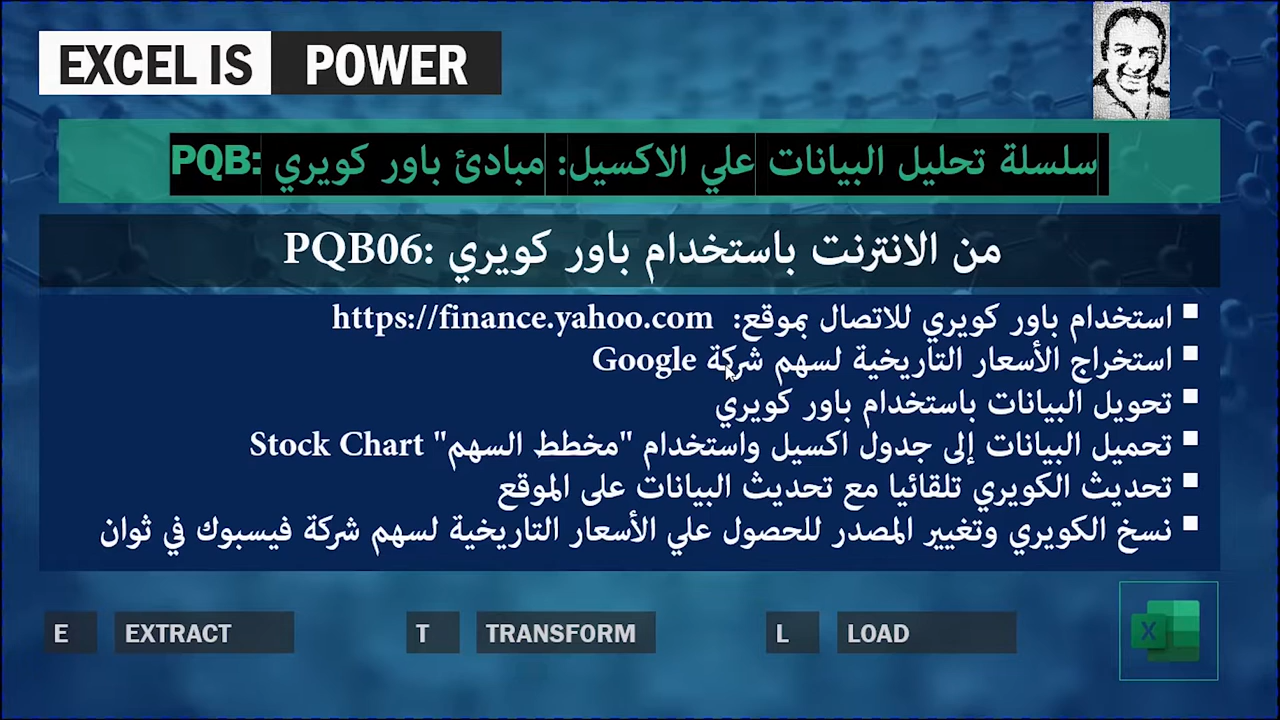 EXCEL IS POWER
سلسلة تحليل البيانات علي الاكسيل: مبادئ باور كويري PQB:
من الانترنت باستخدام باور كويري PQB06:
استخدام باور كويري للاتصال بموقع: https://finance.yahoo.com
استخراج الأسعار التاريخية لسهم شركة Google
تحويل البيانات باستخدام باور كويري
تحميل البيانات إلى جدول اكسيل واستخدام "مخطط السهم" Stock Chart
تحديث الكويري تلقائيا مع تحديث البيانات على الموقع
نسخ الكويري وتغيير المصدر للحصول علي الأسعار التاريخية لسهم شركة فيسبوك في ثوان
E EXTRACT T TRANSFORM L LOAD
X